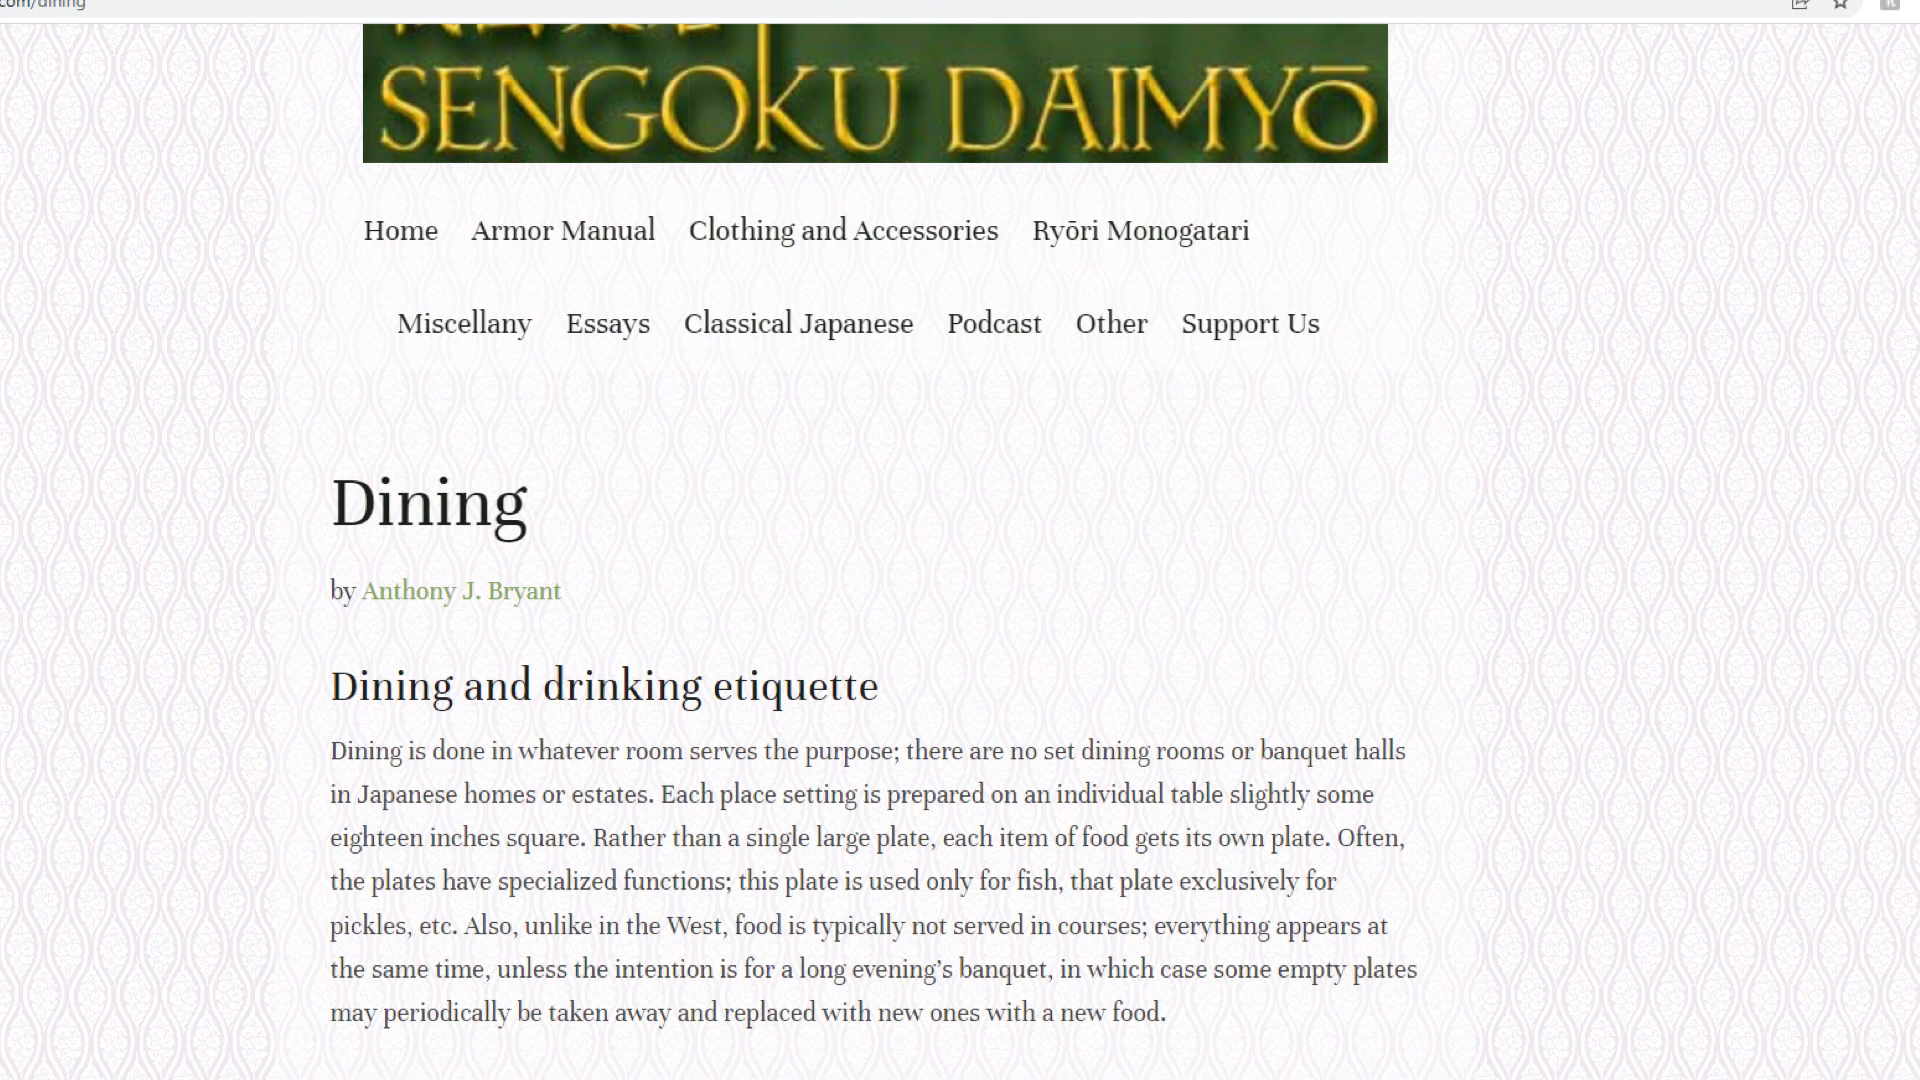 com/dining
SENGOKU DAIMYŌ
Home Armor Manual Clothing and Accessories Ryōri Monogatari
Miscellany Essays Classical Japanese Podcast Other Support Us
Dining
by Anthony J. Bryant
Dining and drinking etiquette
Dining is done in whatever room serves the purpose; there are no set dining rooms or banquet halls
in Japanese homes or estates. Each place setting is prepared on an individual table slightly some
eighteen inches square. Rather than a single large plate, each item of food gets its own plate. Often,
the plates have specialized functions; this plate is used only for fish, that plate exclusively for
pickles, etc. Also, unlike in the West, food is typically not served in courses; everything appears at
the same time, unless the intention is for a long evening’s banquet, in which case some empty plates
may periodically be taken away and replaced with new ones with a new food.